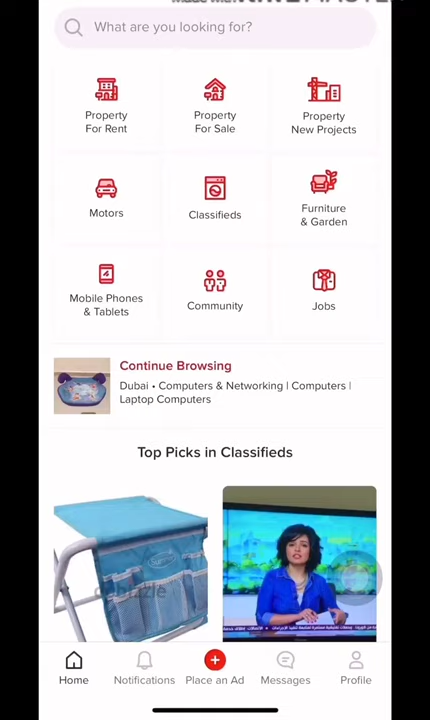 What are you looking for?
Property
For Rent
Property
For Sale
Property
New Projects
Motors
Classifieds
Furniture
& Garden
Mobile Phones
& Tablets
Community
Jobs
Continue Browsing
Dubai • Computers & Networking | Computers |
Laptop Computers
Top Picks in Classifieds
dubizzle
Home
Notifications
Place an Ad
Messages
Profile